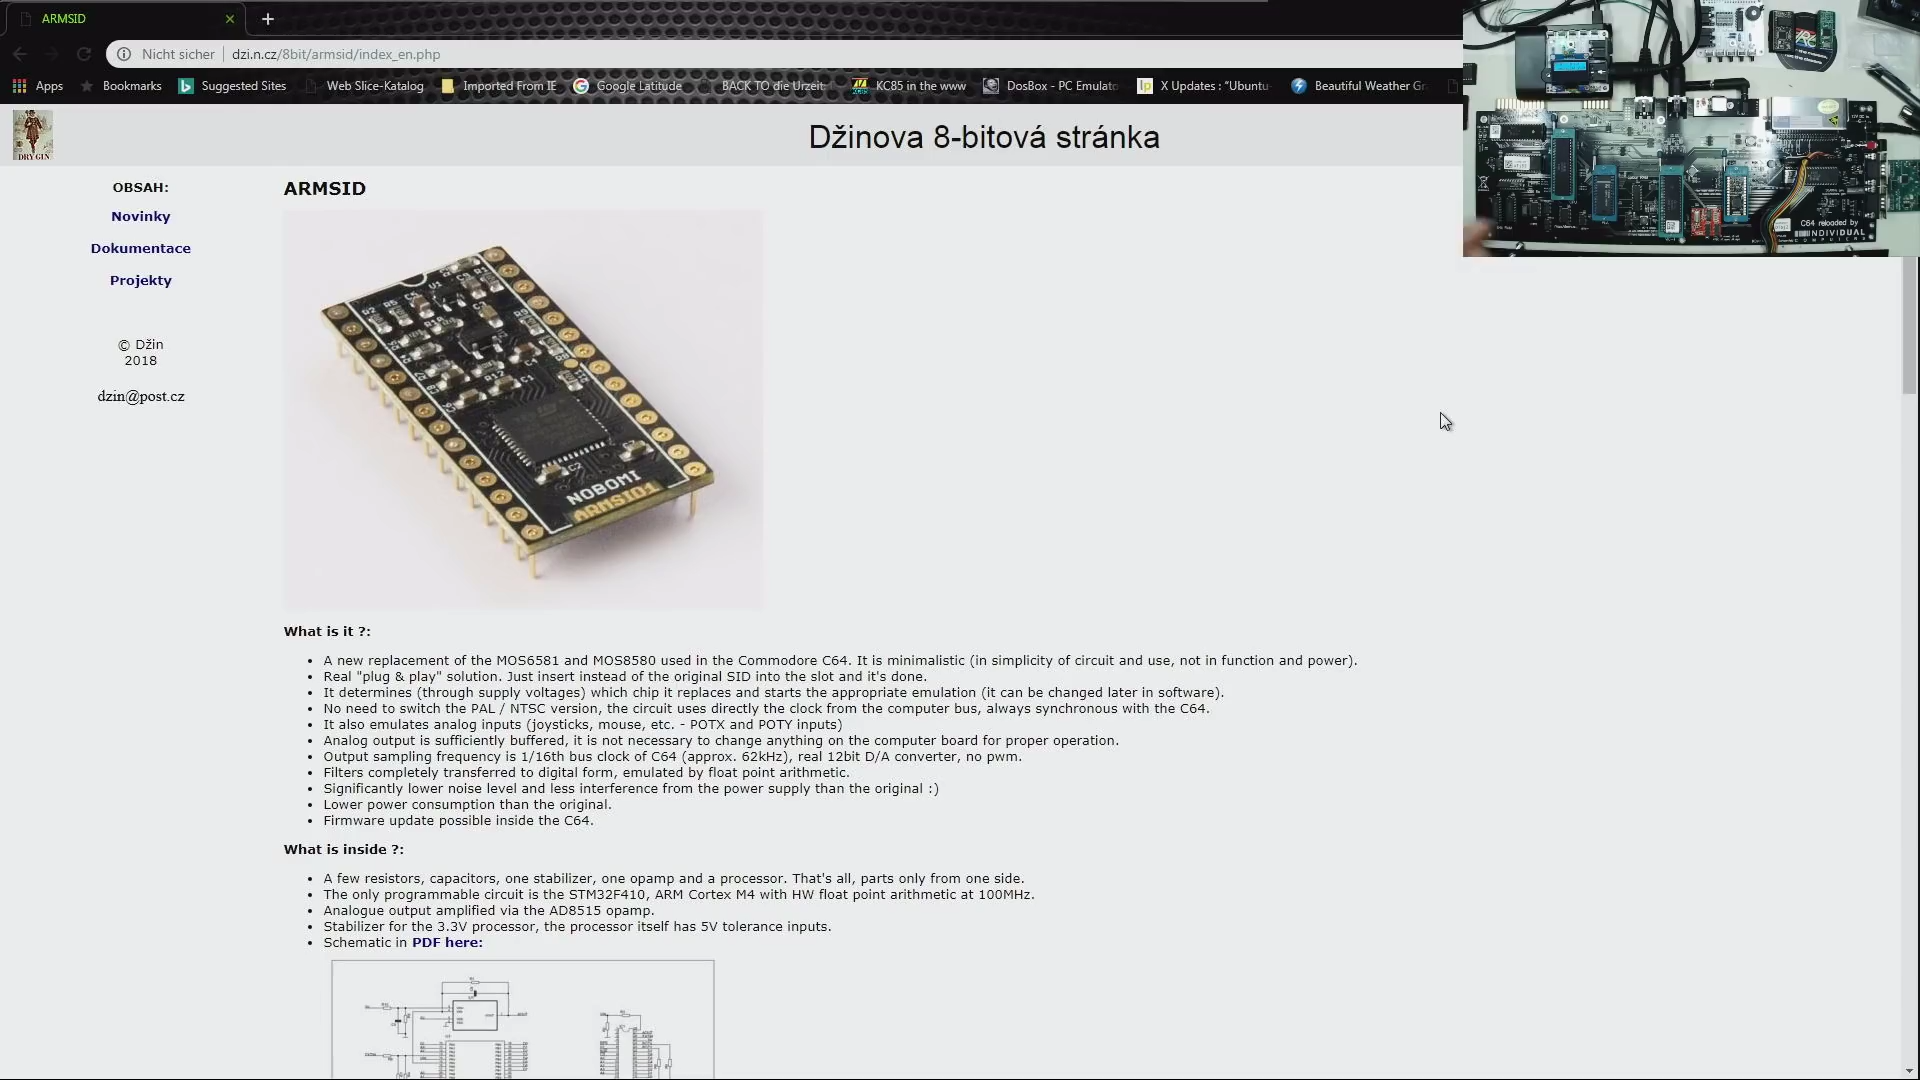 ARMSID
Nicht sicher
dzi.n.cz/8bit/armsid/index_en.php
Apps
Bookmarks
Suggested Sites
Web Slice-Katalog
Imported From IE
Google Latitude
BACK TO die Urzeit
KC85 in the www
DosBox - PC Emulato
X Updates : “Ubuntu
Beautiful Weather Gr
DRY GIN
Džinova 8-bitová stránka
OBSAH:
Novinky
Dokumentace
Projekty
© Džin
2018
dzin@post.cz
ARMSID
NOBOMI
ARMSID1
C64 reloaded by
INDIVIDUAL
COMPUTERS
What is it ?:
A new replacement of the MOS6581 and MOS8580 used in the Commodore C64. It is minimalistic (in simplicity of circuit and use, not in function and power).
Real "plug & play" solution. Just insert instead of the original SID into the slot and it's done.
It determines (through supply voltages) which chip it replaces and starts the appropriate emulation (it can be changed later in software).
No need to switch the PAL / NTSC version, the circuit uses directly the clock from the computer bus, always synchronous with the C64.
It also emulates analog inputs (joysticks, mouse, etc. - POTX and POTY inputs)
Analog output is sufficiently buffered, it is not necessary to change anything on the computer board for proper operation.
Output sampling frequency is 1/16th bus clock of C64 (approx. 62kHz), real 12bit D/A converter, no pwm.
Filters completely transferred to digital form, emulated by float point arithmetic.
Significantly lower noise level and less interference from the power supply than the original :)
Lower power consumption than the original.
Firmware update possible inside the C64.
What is inside ?:
A few resistors, capacitors, one stabilizer, one opamp and a processor. That's all, parts only from one side.
The only programmable circuit is the STM32F410, ARM Cortex M4 with HW float point arithmetic at 100MHz.
Analogue output amplified via the AD8515 opamp.
Stabilizer for the 3.3V processor, the processor itself has 5V tolerance inputs.
Schematic in PDF here: